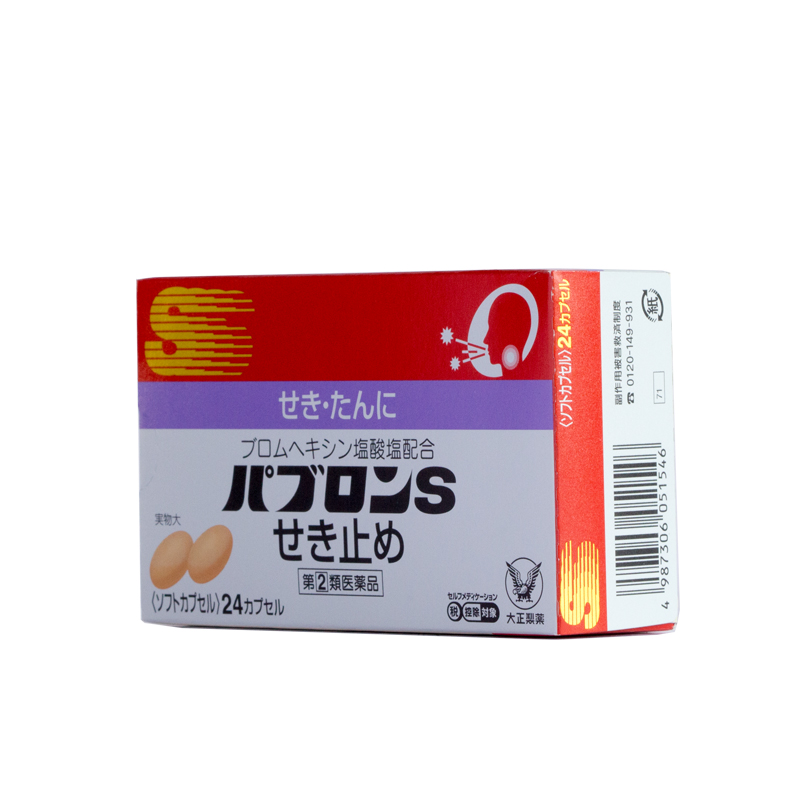 S
せき・たんに
ブロムヘキシン塩酸塩配合
パブロンS
せき止め
実物大
指②類医薬品
〈ソフトカプセル〉24カプセル
セルフメディケーション
税 控除 対象
大正製薬
〈ソフトカプセル〉24カプセル
S
副作用被害救済制度
☎ 0120-149-931
紙
71
4 987306 051546